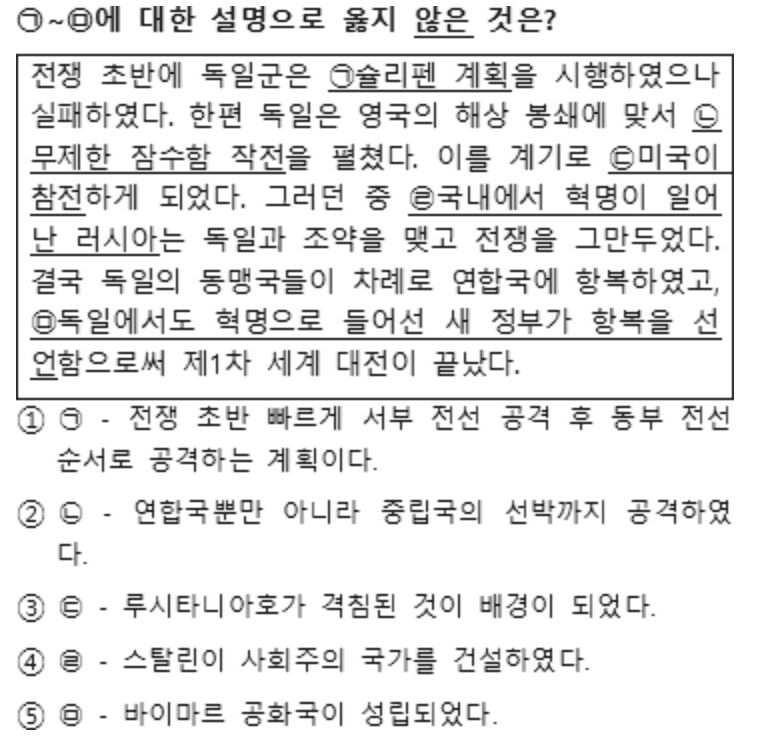 ㉠~㉤에 대한 설명으로 옳지 않은 것은?
전쟁 초반에 독일군은 ㉠슐리펜 계획을 시행하였으나
실패하였다. 한편 독일은 영국의 해상 봉쇄에 맞서 ㉡
무제한 잠수함 작전을 펼쳤다. 이를 계기로 ㉢미국이
참전하게 되었다. 그러던 중 ㉣국내에서 혁명이 일어
난 러시아는 독일과 조약을 맺고 전쟁을 그만두었다.
결국 독일의 동맹국들이 차례로 연합국에 항복하였고,
㉤독일에서도 혁명으로 들어선 새 정부가 항복을 선
언함으로써 제1차 세계 대전이 끝났다.
① ㉠ - 전쟁 초반 빠르게 서부 전선 공격 후 동부 전선
순서로 공격하는 계획이다.
② ㉡ - 연합국뿐만 아니라 중립국의 선박까지 공격하였
다.
③ ㉢ - 루시타니아호가 격침된 것이 배경이 되었다.
④ ㉣ - 스탈린이 사회주의 국가를 건설하였다.
⑤ ㉤ - 바이마르 공화국이 성립되었다.